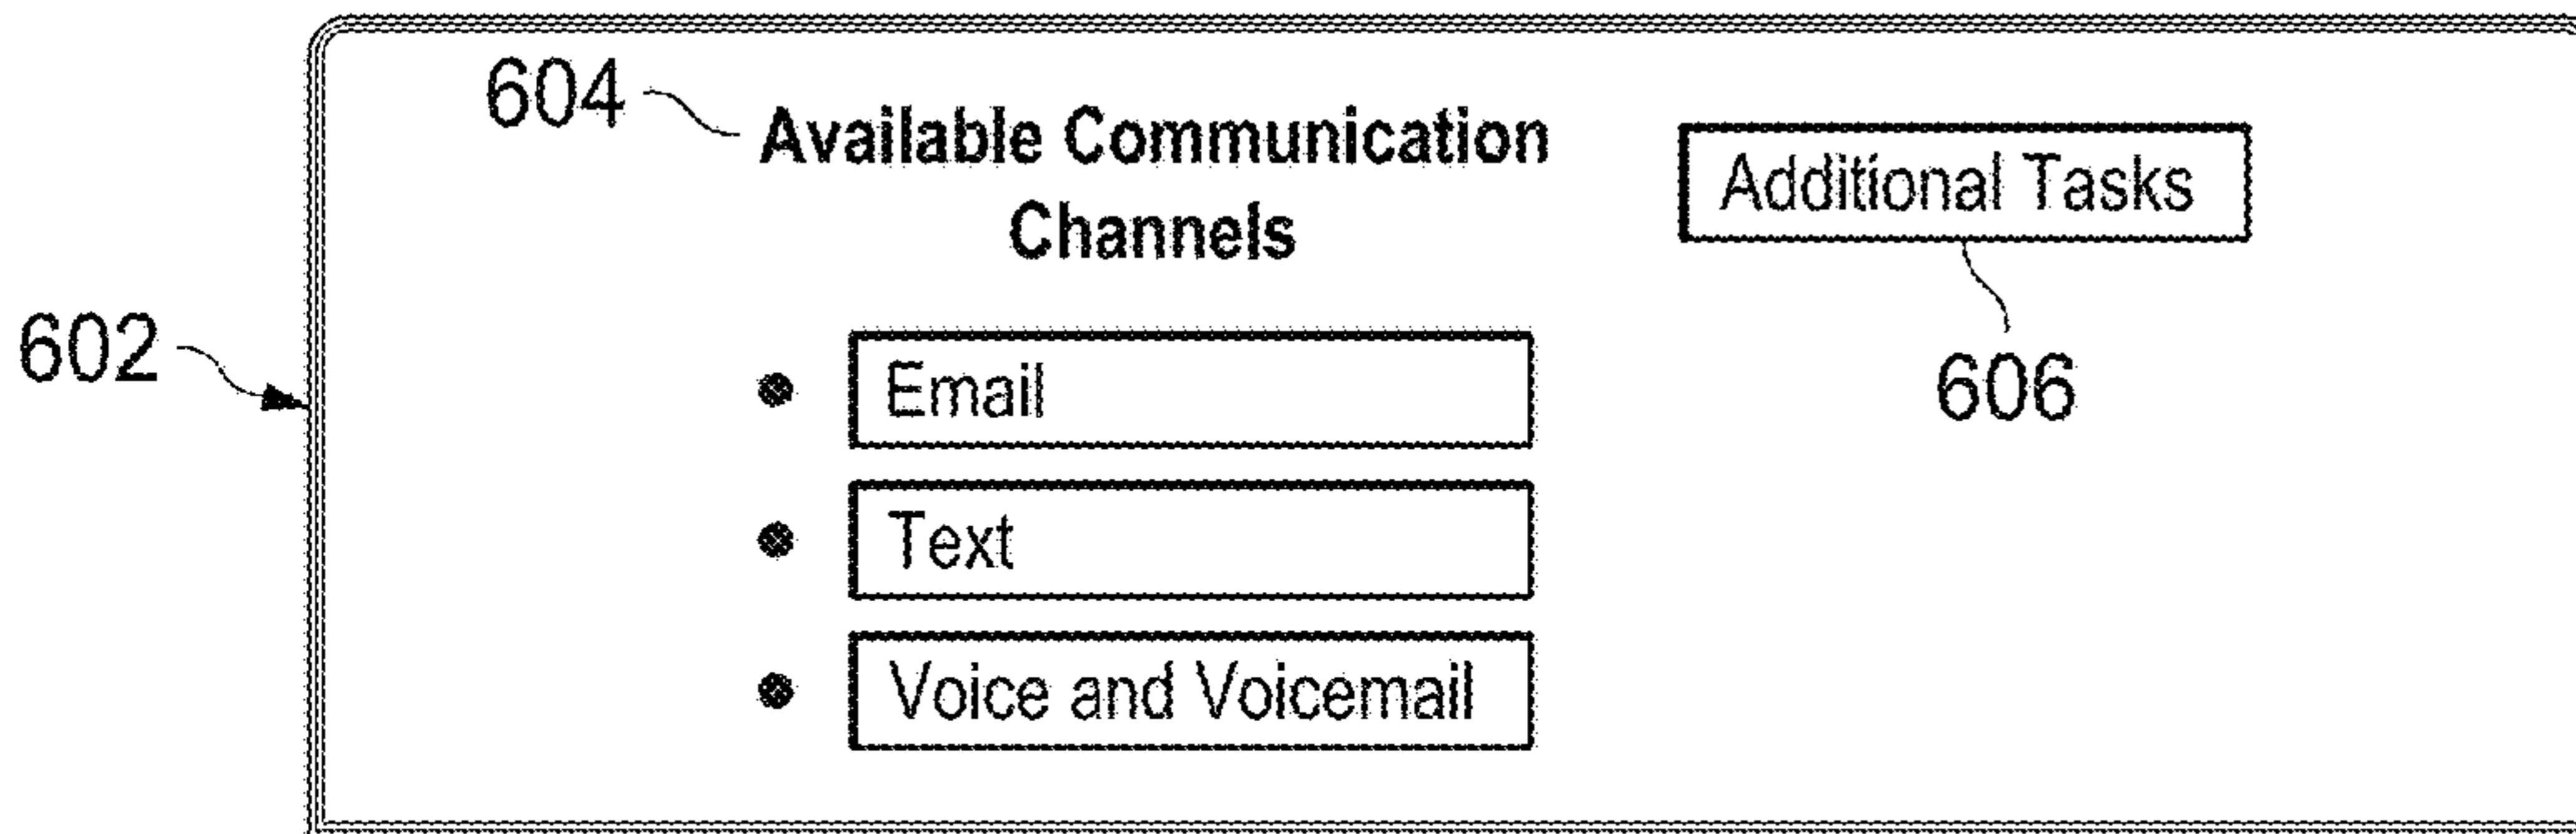 604
Available Communication
Channels
Additional Tasks
606
602
Email
Text
Voice and Voicemail